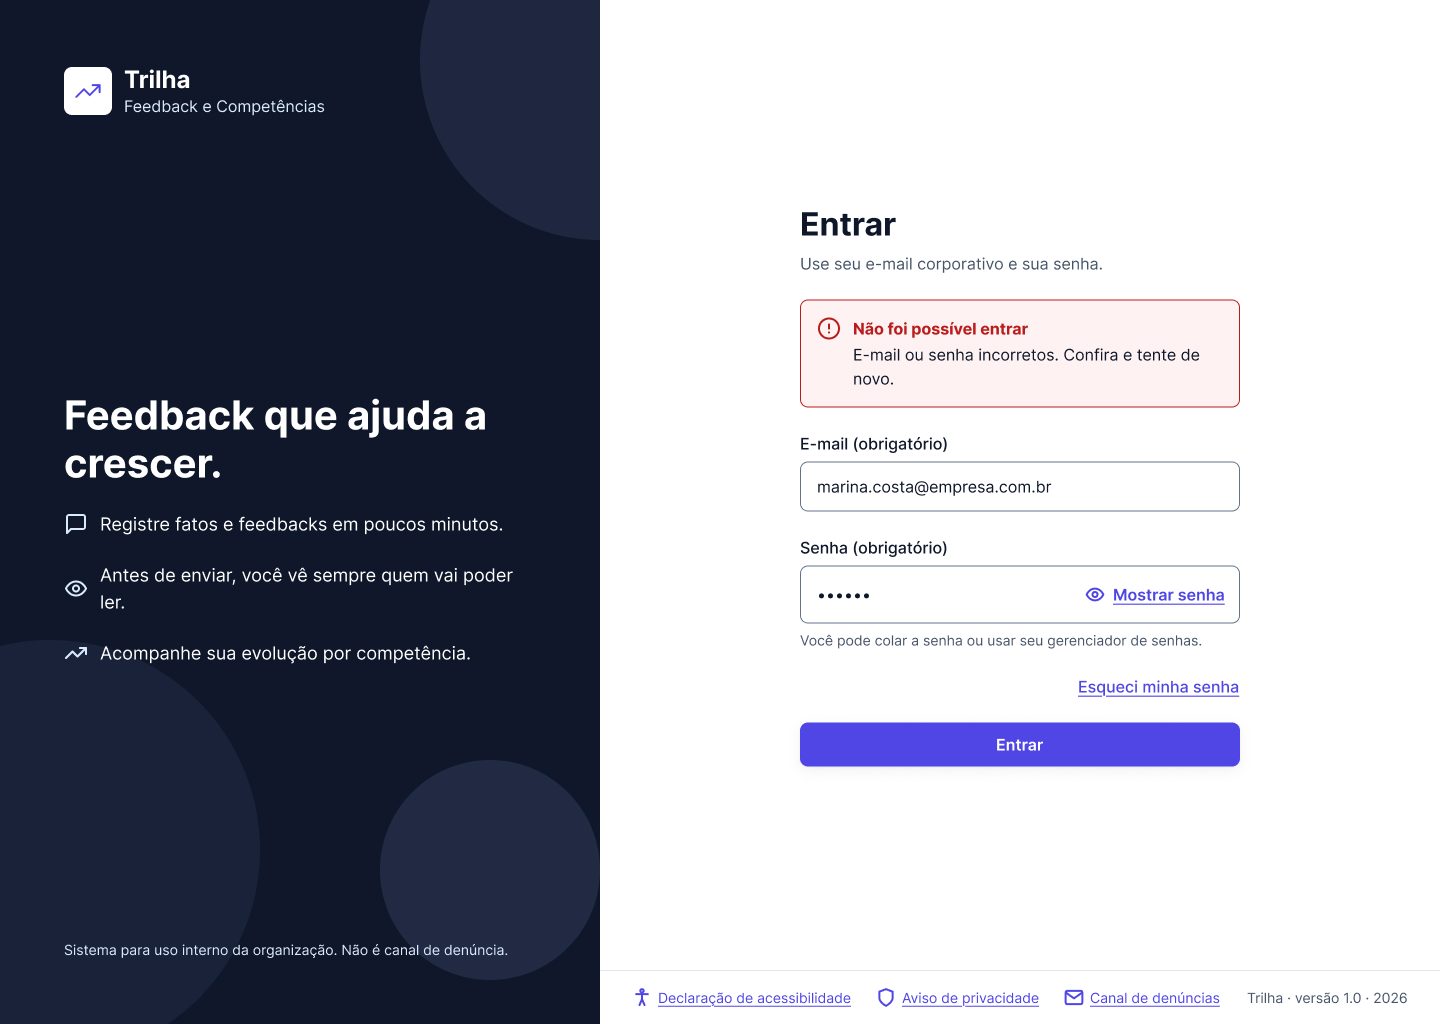 Trilha
Feedback e Competências
Feedback que ajuda a
crescer.
Registre fatos e feedbacks em poucos minutos.
Antes de enviar, você vê sempre quem vai poder
ler.
Acompanhe sua evolução por competência.
Sistema para uso interno da organização. Não é canal de denúncia.
Entrar
Use seu e-mail corporativo e sua senha.
Não foi possível entrar
E-mail ou senha incorretos. Confira e tente de
novo.
E-mail (obrigatório)
marina.costa@empresa.com.br
Senha (obrigatório)
•••••• Mostrar senha
Você pode colar a senha ou usar seu gerenciador de senhas.
Esqueci minha senha
Entrar
Declaração de acessibilidade Aviso de privacidade Canal de denúncias Trilha · versão 1.0 · 2026